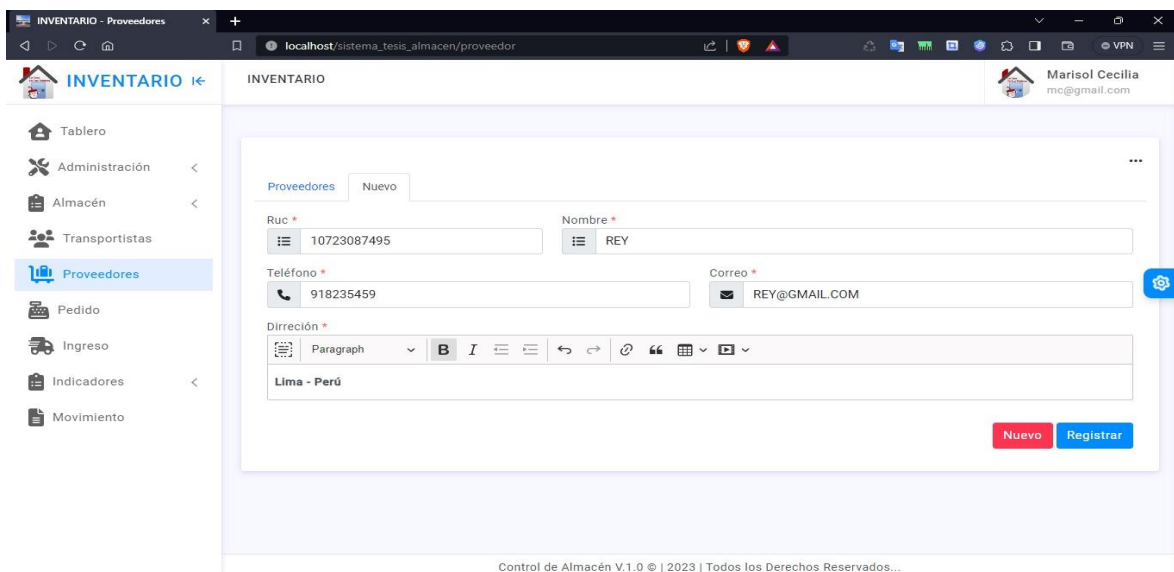 INVENTARIO - Proveedores
localhost/sistema_tesis_almacen/proveedor
VPN
INVENTARIO
INVENTARIO
Marisol Cecilia
mc@gmail.com
Tablero
Administración
Almacén
Transportistas
Proveedores
Pedido
Ingreso
Indicadores
Movimiento
Proveedores Nuevo
Ruc * Nombre *
10723087495 REY
Teléfono * Correo *
918235459 REY@GMAIL.COM
Dirreción *
Paragraph B I
Lima - Perú
Nuevo Registrar
Control de Almacén V.1.0 © | 2023 | Todos los Derechos Reservados...